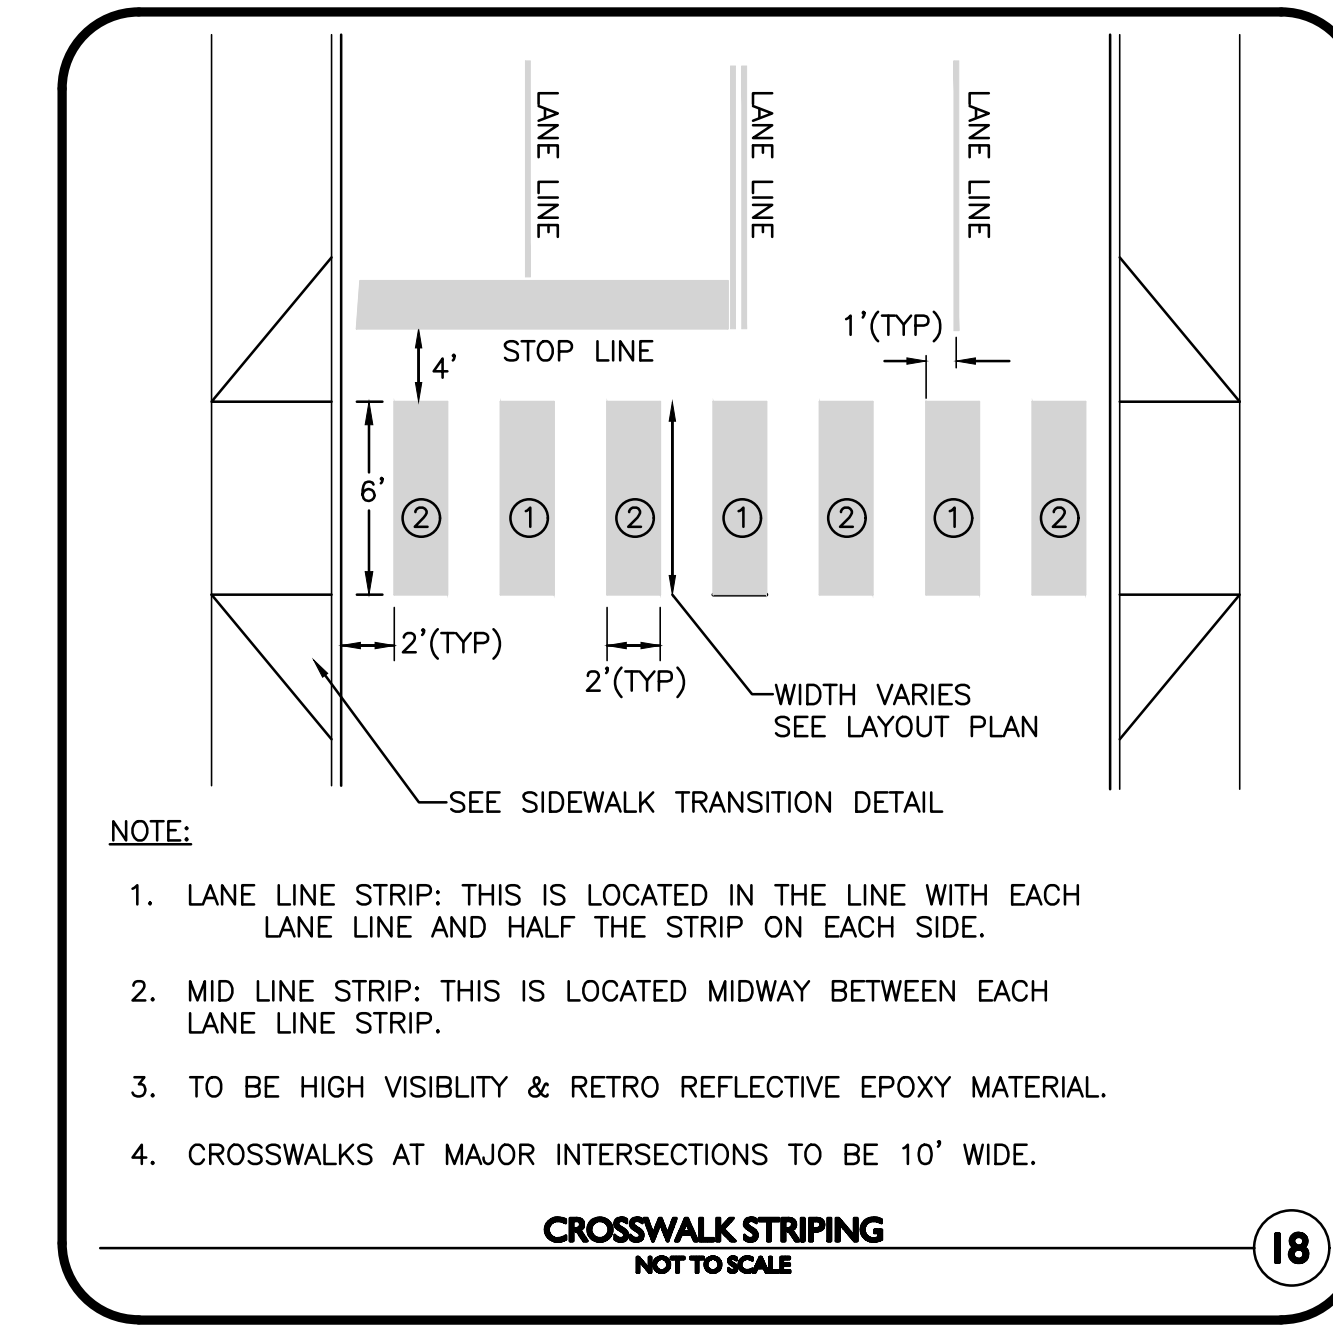 LANE LINE
LANE LINE
LANE LINE
1'(TYP)
STOP LINE
4'
6'
2
1
2
1
2
1
2
2'(TYP)
2'(TYP)
WIDTH VARIES
SEE LAYOUT PLAN
SEE SIDEWALK TRANSITION DETAIL
NOTE:
1. LANE LINE STRIP: THIS IS LOCATED IN THE LINE WITH EACH
LANE LINE AND HALF THE STRIP ON EACH SIDE.
2. MID LINE STRIP: THIS IS LOCATED MIDWAY BETWEEN EACH
LANE LINE STRIP.
3. TO BE HIGH VISIBLITY & RETRO REFLECTIVE EPOXY MATERIAL.
4. CROSSWALKS AT MAJOR INTERSECTIONS TO BE 10' WIDE.
CROSSWALK STRIPING
NOT TO SCALE
18